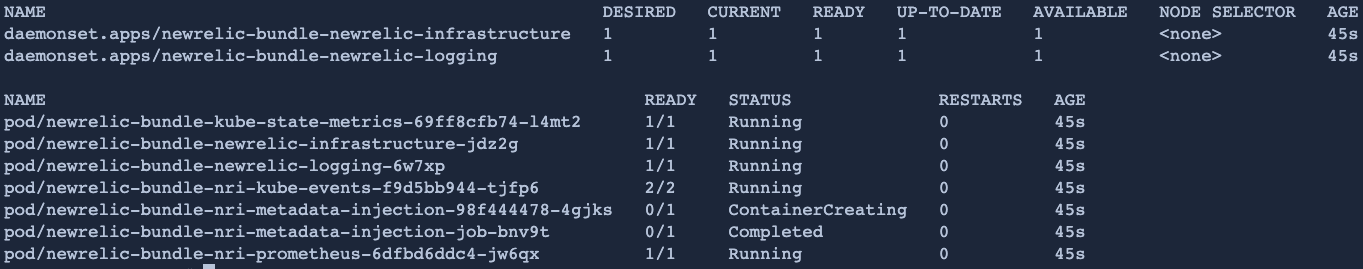 NAME DESIRED CURRENT READY UP-TO-DATE AVAILABLE NODE SELECTOR AGE
daemonset.apps/newrelic-bundle-newrelic-infrastructure 1 1 1 1 1 <none> 45s
daemonset.apps/newrelic-bundle-newrelic-logging 1 1 1 1 1 <none> 45s
NAME READY STATUS RESTARTS AGE
pod/newrelic-bundle-kube-state-metrics-69ff8cfb74-l4mt2 1/1 Running 0 45s
pod/newrelic-bundle-newrelic-infrastructure-jdz2g 1/1 Running 0 45s
pod/newrelic-bundle-newrelic-logging-6w7xp 1/1 Running 0 45s
pod/newrelic-bundle-nri-kube-events-f9d5bb944-tjfp6 2/2 Running 0 45s
pod/newrelic-bundle-nri-metadata-injection-98f444478-4gjks 0/1 ContainerCreating 0 45s
pod/newrelic-bundle-nri-metadata-injection-job-bnv9t 0/1 Completed 0 45s
pod/newrelic-bundle-nri-prometheus-6dfbd6ddc4-jw6qx 1/1 Running 0 45s